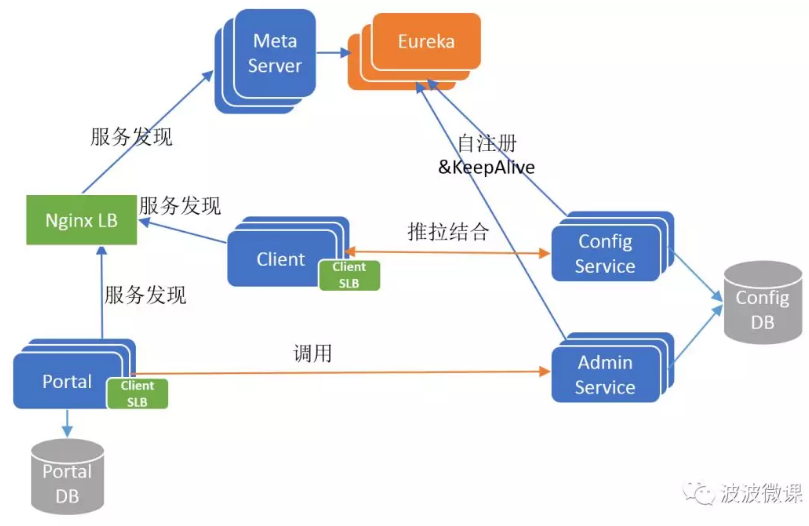 Meta
Server
Eureka
服务发现
自注册
&KeepAlive
Nginx LB
服务发现
Client
Client
SLB
推拉结合
Config
Service
Config
DB
服务发现
调用
Portal
Client
SLB
Admin
Service
Portal
DB
波波微课